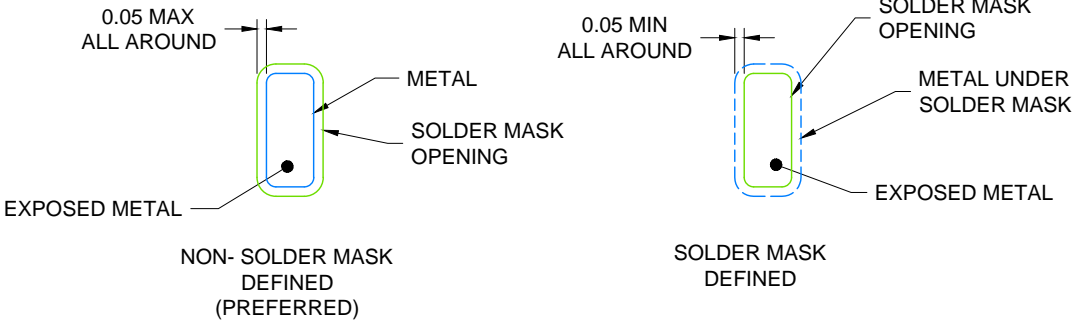 0.05 MAX
ALL AROUND
METAL
SOLDER MASK
OPENING
EXPOSED METAL
NON- SOLDER MASK
DEFINED
(PREFERRED)
SOLDER MASK
OPENING
0.05 MIN
ALL AROUND
METAL UNDER
SOLDER MASK
EXPOSED METAL
SOLDER MASK
DEFINED